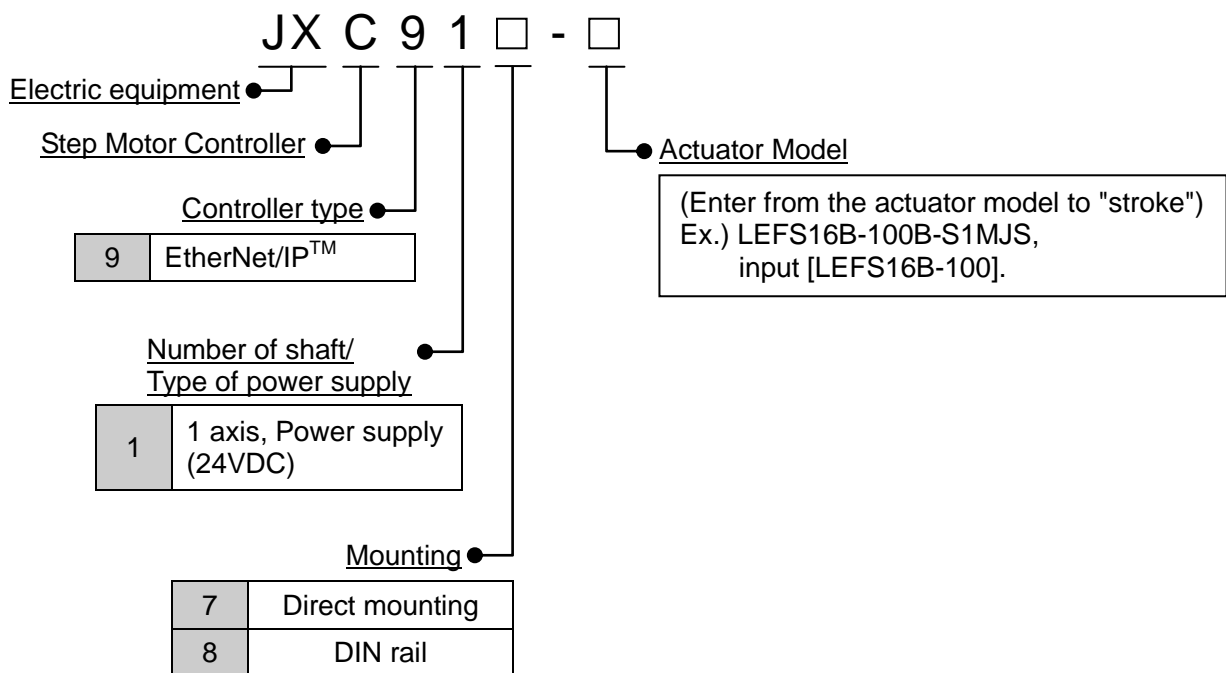 JX C 9 1 □ - □
Electric equipment
Step Motor Controller
Actuator Model
(Enter from the actuator model to "stroke")
Ex.) LEFS16B-100B-S1MJS,
input [LEFS16B-100].
Controller type
9 EtherNet/IP™
Number of shaft/
Type of power supply
1 1 axis, Power supply
(24VDC)
Mounting
7 Direct mounting
8 DIN rail